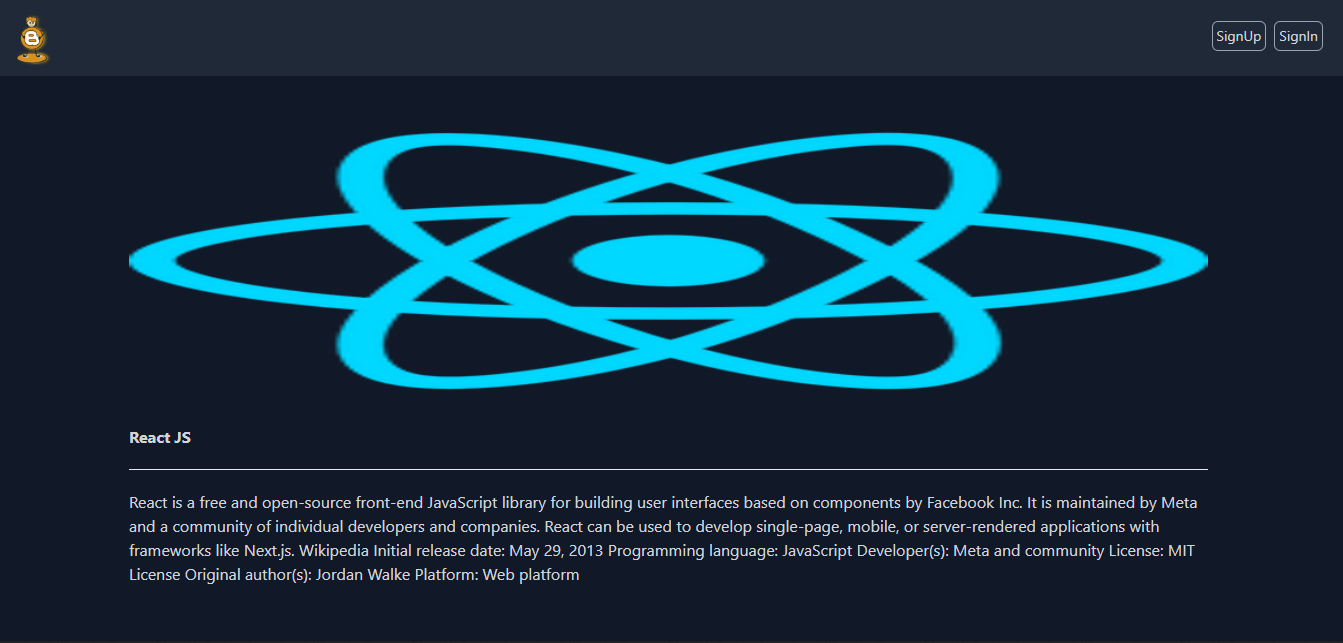 B
SignUp
SignIn
React JS
React is a free and open-source front-end JavaScript library for building user interfaces based on components by Facebook Inc. It is maintained by Meta
and a community of individual developers and companies. React can be used to develop single-page, mobile, or server-rendered applications with
frameworks like Next.js. Wikipedia Initial release date: May 29, 2013 Programming language: JavaScript Developer(s): Meta and community License: MIT
License Original author(s): Jordan Walke Platform: Web platform